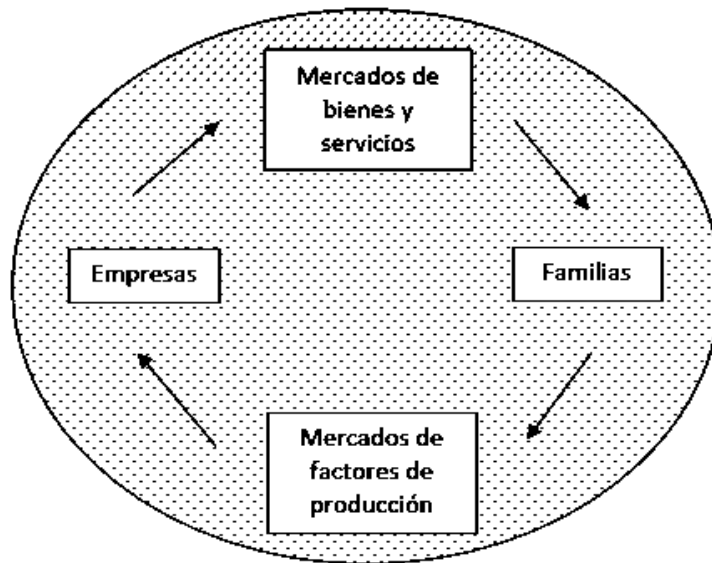 Mercados de
bienes y
servicios
Empresas
Familias
Mercados de
factores de
producción